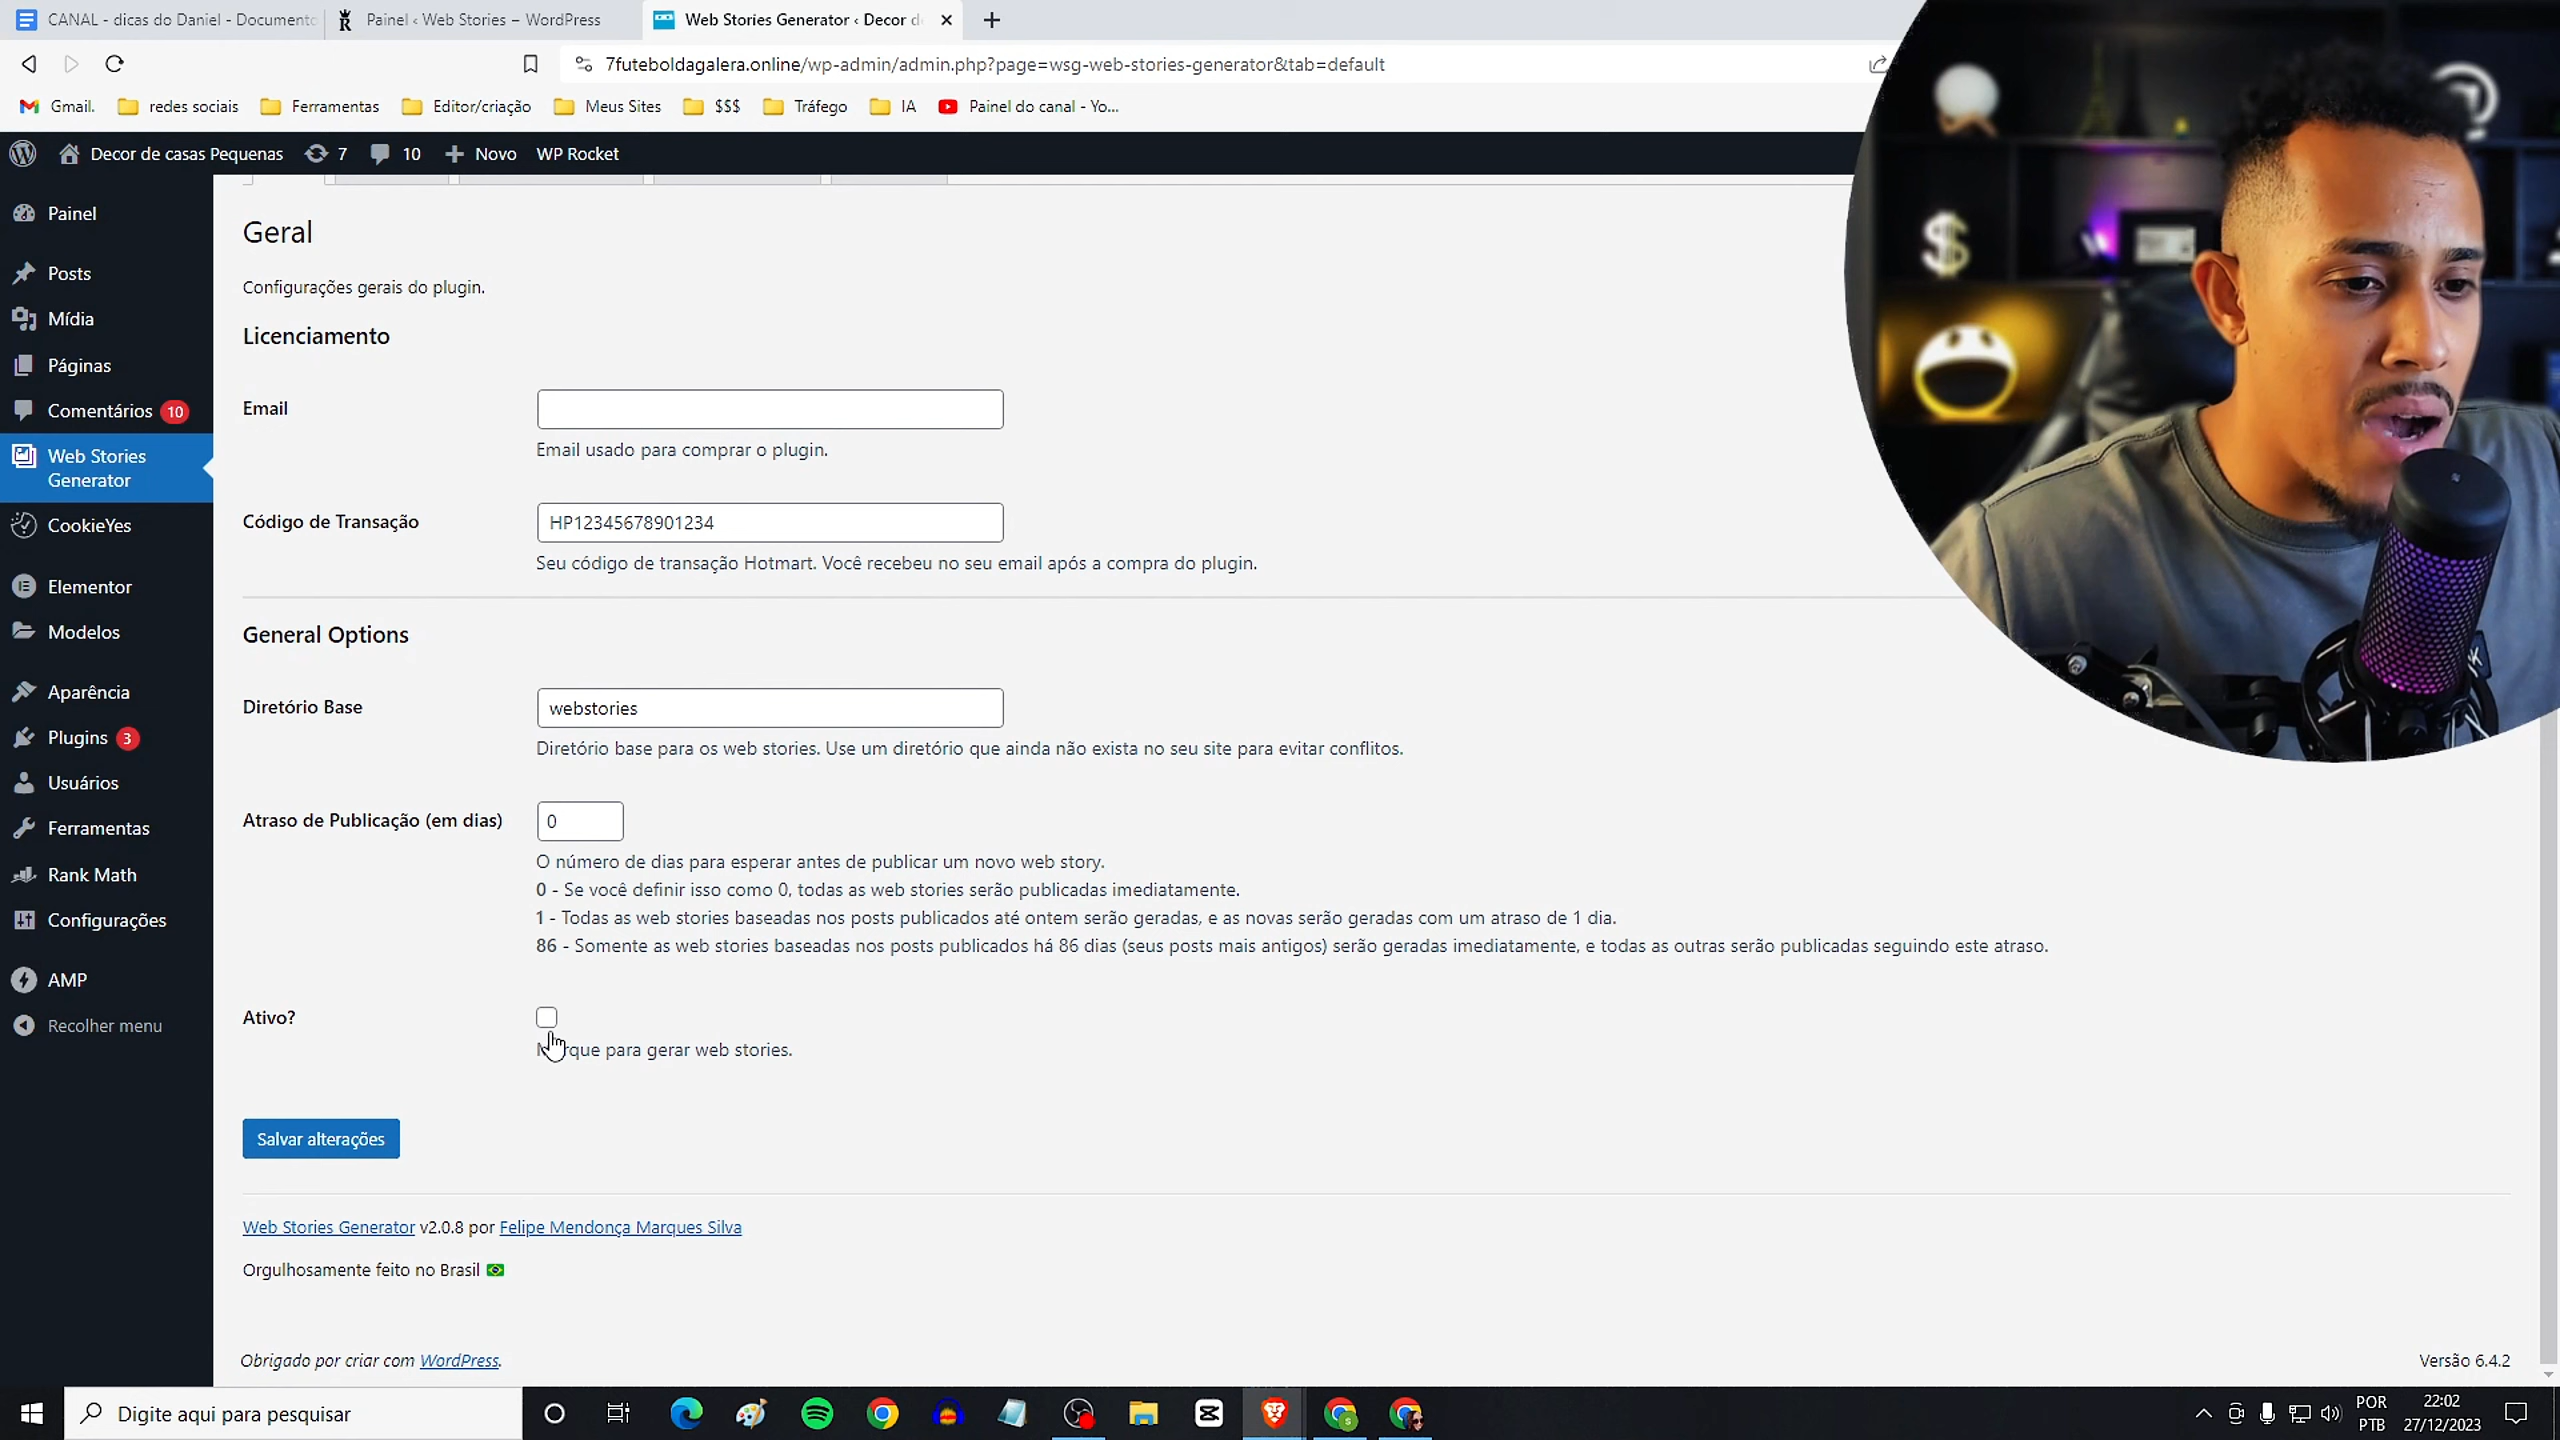 CANAL - dicas do Daniel - Documento
Painel ‹ Web Stories — WordPress
Web Stories Generator ‹ Decor d
7futeboldagalera.online/wp-admin/admin.php?page=wsg-web-stories-generator&tab=default
Gmail.
redes sociais
Ferramentas
Editor/criação
Meus Sites
$$$
Tráfego
IA
Painel do canal - Yo...
Decor de casas Pequenas
7
10
Novo
WP Rocket
Painel
Posts
Mídia
Páginas
Comentários 10
Web Stories
Generator
CookieYes
Elementor
Modelos
Aparência
Plugins 3
Usuários
Ferramentas
Rank Math
Configurações
AMP
Recolher menu
Geral
Configurações gerais do plugin.
Licenciamento
Email
Email usado para comprar o plugin.
Código de Transação
HP12345678901234
Seu código de transação Hotmart. Você recebeu no seu email após a compra do plugin.
General Options
Diretório Base
webstories
Diretório base para os web stories. Use um diretório que ainda não exista no seu site para evitar conflitos.
Atraso de Publicação (em dias)
0
O número de dias para esperar antes de publicar um novo web story.
0 - Se você definir isso como 0, todas as web stories serão publicadas imediatamente.
1 - Todas as web stories baseadas nos posts publicados até ontem serão geradas, e as novas serão geradas com um atraso de 1 dia.
86 - Somente as web stories baseadas nos posts publicados há 86 dias (seus posts mais antigos) serão geradas imediatamente, e todas as outras serão publicadas seguindo este atraso.
Ativo?
para gerar web stories.
Salvar alterações
Web Stories Generator v2.0.8 por Felipe Mendonça Marques Silva
Orgulhosamente feito no Brasil
Obrigado por criar com WordPress.
Versão 6.4.2
Digite aqui para pesquisar
POR
PTB
22:02
27/12/2023